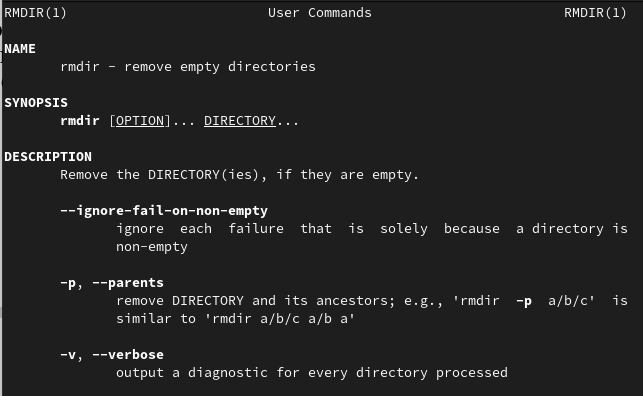 RMDIR(1) User Commands RMDIR(1)
NAME
rmdir - remove empty directories
SYNOPSIS
rmdir [OPTION]... DIRECTORY...
DESCRIPTION
Remove the DIRECTORY(ies), if they are empty.
--ignore-fail-on-non-empty
ignore each failure that is solely because a directory is
non-empty
-p, --parents
remove DIRECTORY and its ancestors; e.g., 'rmdir -p a/b/c' is
similar to 'rmdir a/b/c a/b a'
-v, --verbose
output a diagnostic for every directory processed